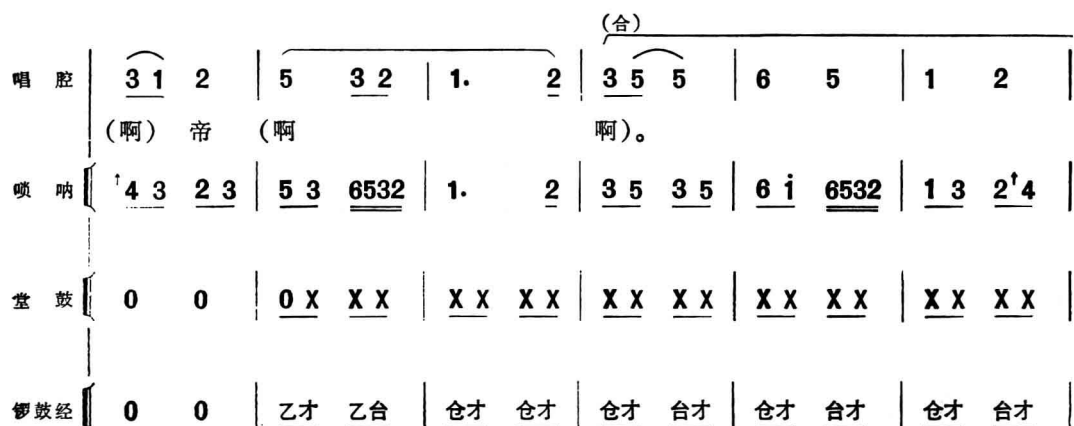 (合)
唱 腔 3 1 2 | 5 3 2 | 1. 2 | 3 5 5 | 6 5 | 1 2 |
(啊) 帝 (啊 啊)。
唢 呐 ↑4 3 2 3 | 5 3 6532 | 1. 2 | 3 5 3 5 | 6 i̇ 6532 | 1 3 2 ↑4 |
堂 鼓 0 0 | 0 X X X | X X X X | X X X X | X X X X | X X X X |
锣鼓经 0 0 | 乙才 乙台 | 仓才 仓才 | 仓才 台才 | 仓才 台才 | 仓才 台才 |